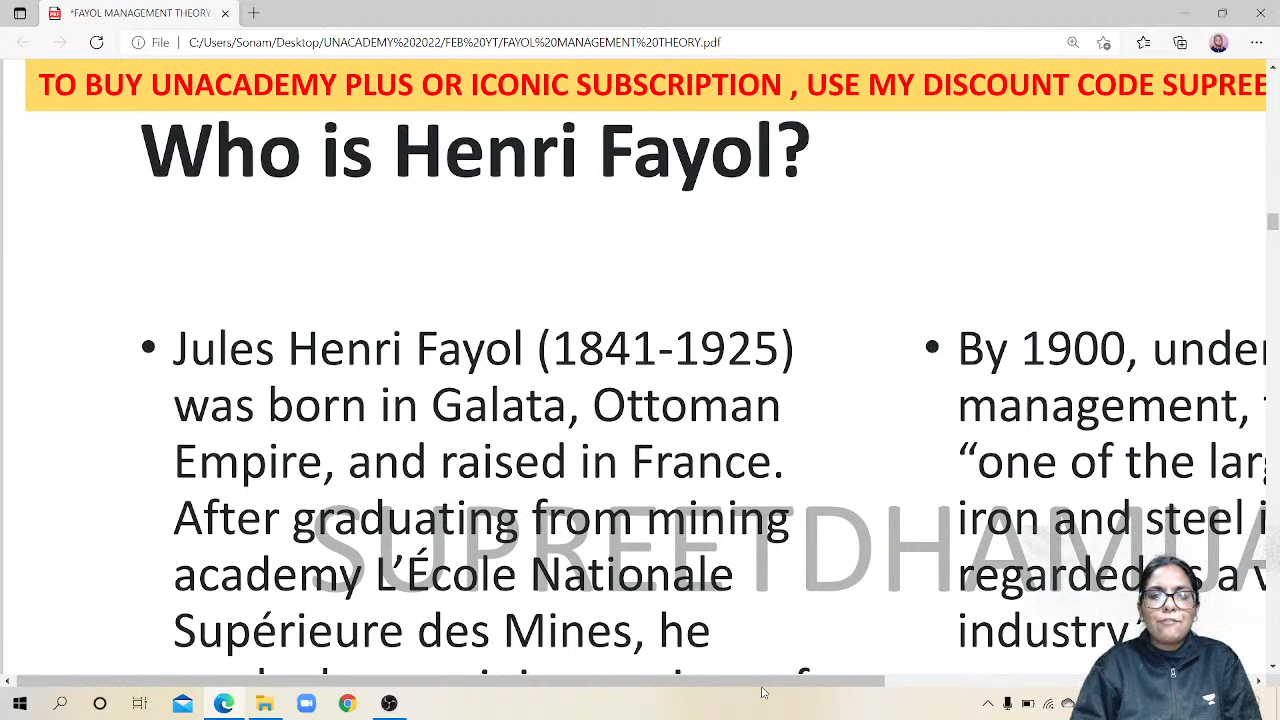 *FAYOL MANAGEMENT THEORY
File
C:/Users/Sonam/Desktop/UNACADEMY%202022/FEB%20YT/FAYOL%20MANAGEMENT%20THEORY.pdf
TO BUY UNACADEMY PLUS OR ICONIC SUBSCRIPTION , USE MY DISCOUNT CODE SUPREE
Who is Henri Fayol?
• Jules Henri Fayol (1841-1925)
was born in Galata, Ottoman
Empire, and raised in France.
After graduating from mining
academy L’École Nationale
Supérieure des Mines, he
• By 1900, under
management,
“one of the larg
iron and steel i
regarded as a v
industry”
SUPREETDHAMIJA